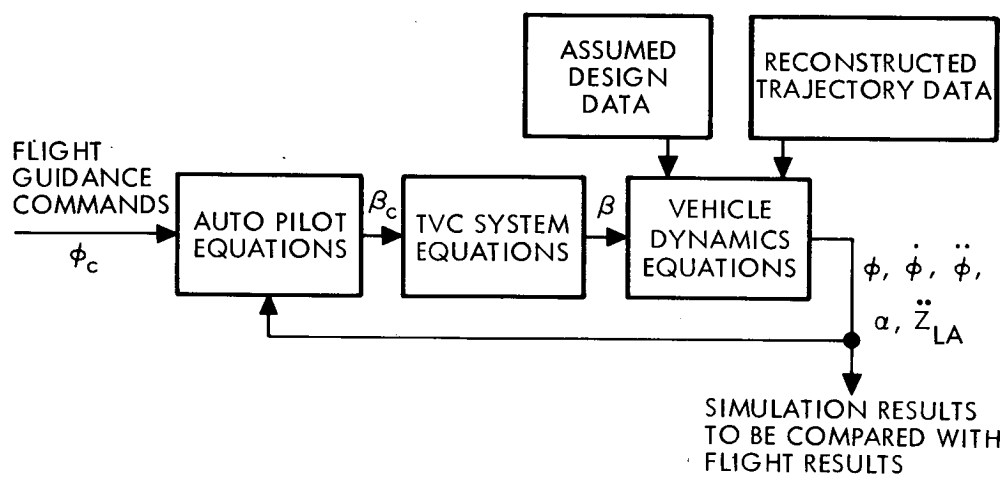 ASSUMED
DESIGN
DATA
RECONSTRUCTED
TRAJECTORY DATA
FLIGHT
GUIDANCE
COMMANDS
ϕc
AUTO PILOT
EQUATIONS
βc
TVC SYSTEM
EQUATIONS
β
VEHICLE
DYNAMICS
EQUATIONS
ϕ, ϕ̇, ϕ̈,
α, Z̈LA
SIMULATION RESULTS
TO BE COMPARED WITH
FLIGHT RESULTS